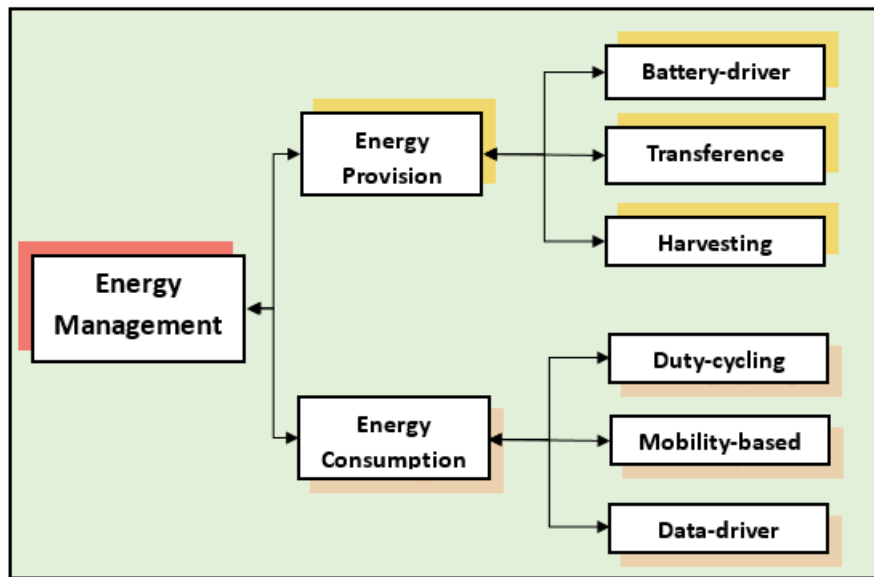 Battery-driver
Energy
Provision
Transference
Harvesting
Energy
Management
Duty-cycling
Energy
Consumption
Mobility-based
Data-driver